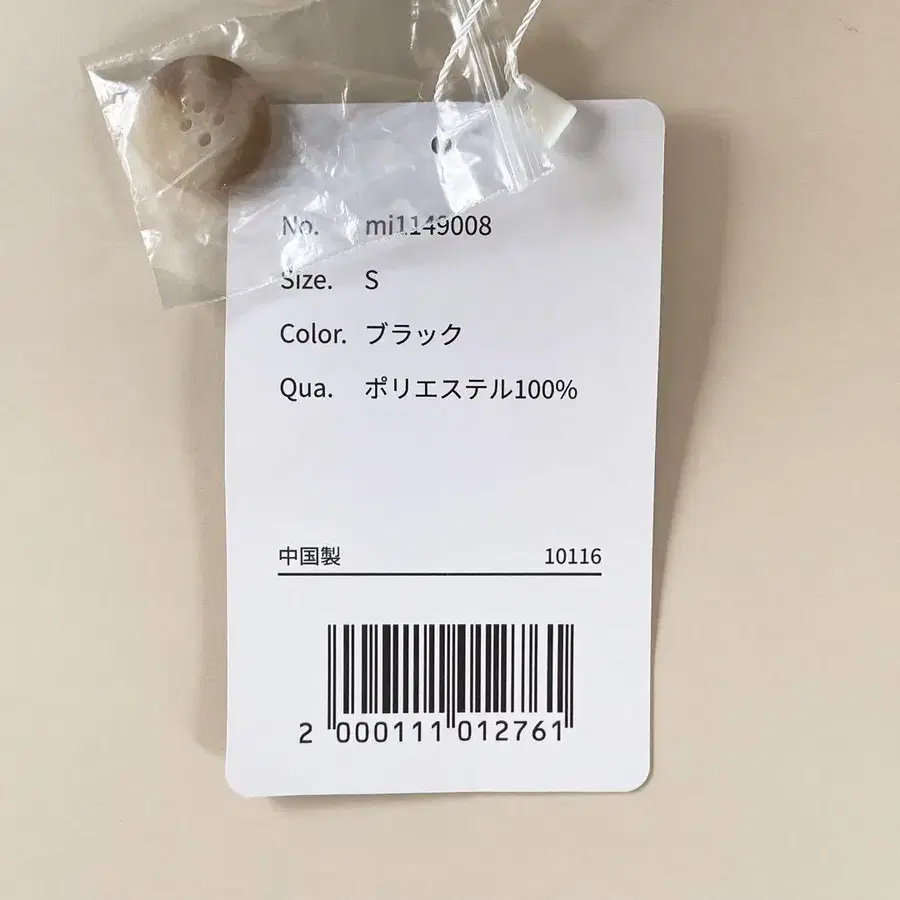 No. mi1149008
Size. S
Color. ブラック
Qua. ポリエステル100%
中国製 10116
2 000111 012761